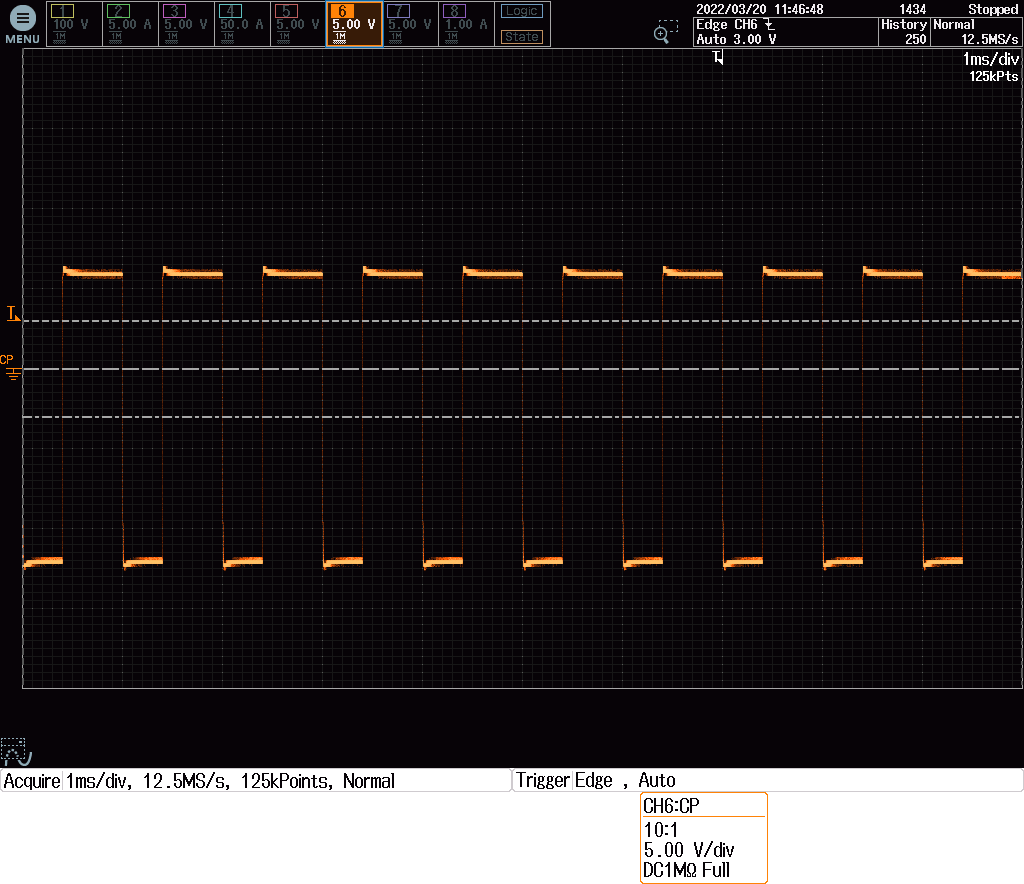 MENU
1 100 V 1M
2 5.00 A 1M
3 5.00 V 1M
4 50.0 A 1M
5 5.00 V 1M
6 5.00 V 1M
7 5.00 V 1M
8 1.00 A 1M
Logic
State
2022/03/20 11:46:48 1434 Stopped
Edge CH6 History Normal
Auto 3.00 V 250 12.5MS/s
T
1ms/div
125kPts
T
CP
Acquire 1ms/div, 12.5MS/s, 125kPoints, Normal
Trigger Edge , Auto
CH6:CP
10:1
5.00 V/div
DC1MΩ Full